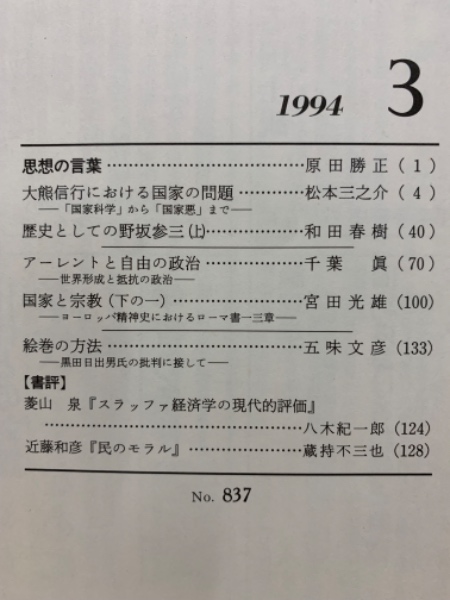 1994 3
思想の言葉……………………………原田勝正( 1 )
大熊信行における国家の問題…………松本三之介( 4 )
——「国家科学」から「国家悪」まで——
歴史としての野坂参三(上)………………和田春樹(40)
アーレントと自由の政治………………千葉 眞(70)
——世界形成と抵抗の政治——
国家と宗教(下の一)……………………宮田光雄(100)
——ヨーロッパ精神史におけるローマ書一三章——
絵巻の方法………………………………五味文彦(133)
——黒田日出男氏の批判に接して——
【書評】
菱山 泉『スラッファ経済学の現代的評価』
……………………………………八木紀一郎(124)
近藤和彦『民のモラル』…………………蔵持不三也(128)
No. 837